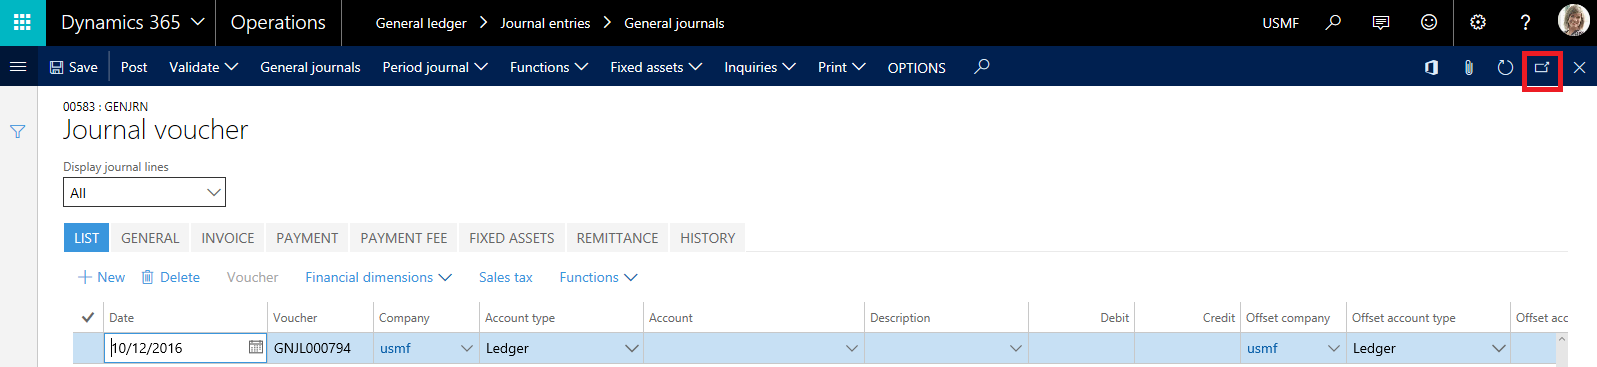 Dynamics 365 Operations General ledger > Journal entries > General journals USMF ?
Save Post Validate General journals Period journal Functions Fixed assets Inquiries Print OPTIONS
00583 : GENJRN
Journal voucher
Display journal lines
All
LIST GENERAL INVOICE PAYMENT PAYMENT FEE FIXED ASSETS REMITTANCE HISTORY
+ New Delete Voucher Financial dimensions Sales tax Functions
Date Voucher Company Account type Account Description Debit Credit Offset company Offset account type Offset acc
10/12/2016 GNJL000794 usmf Ledger usmf Ledger